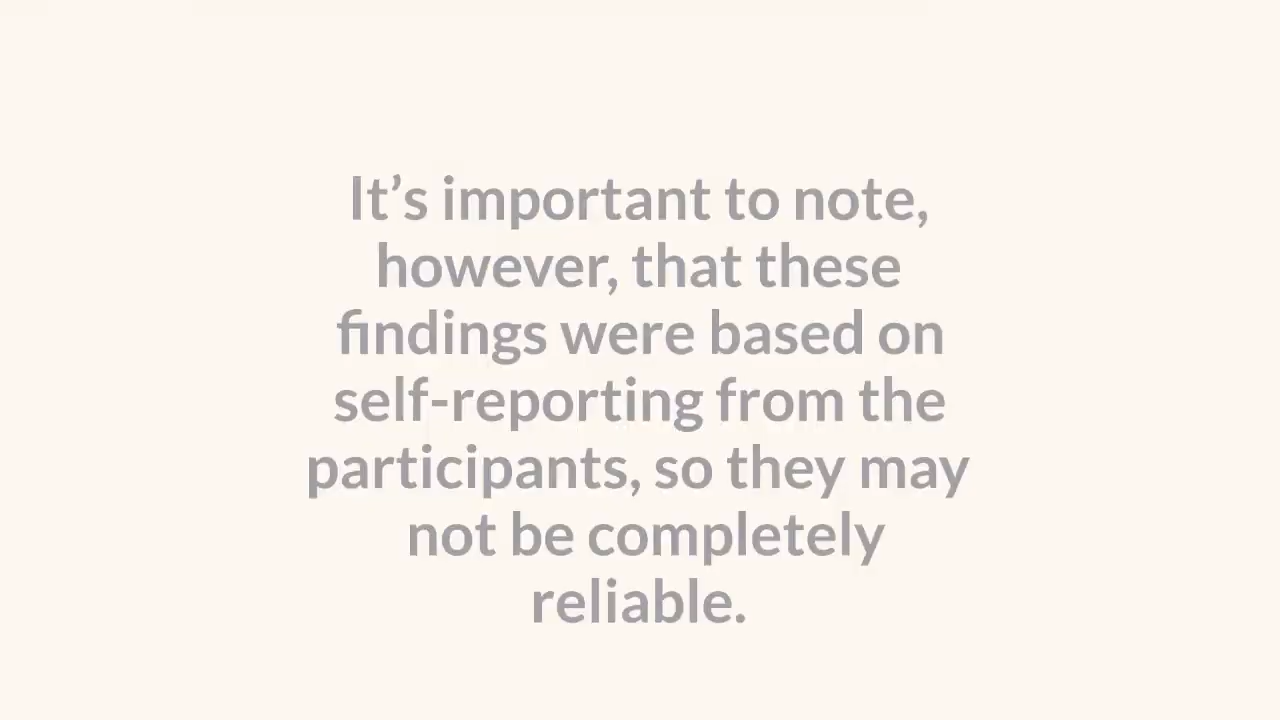 It’s important to note,
however, that these
findings were based on
self-reporting from the
participants, so they may
not be completely
reliable.